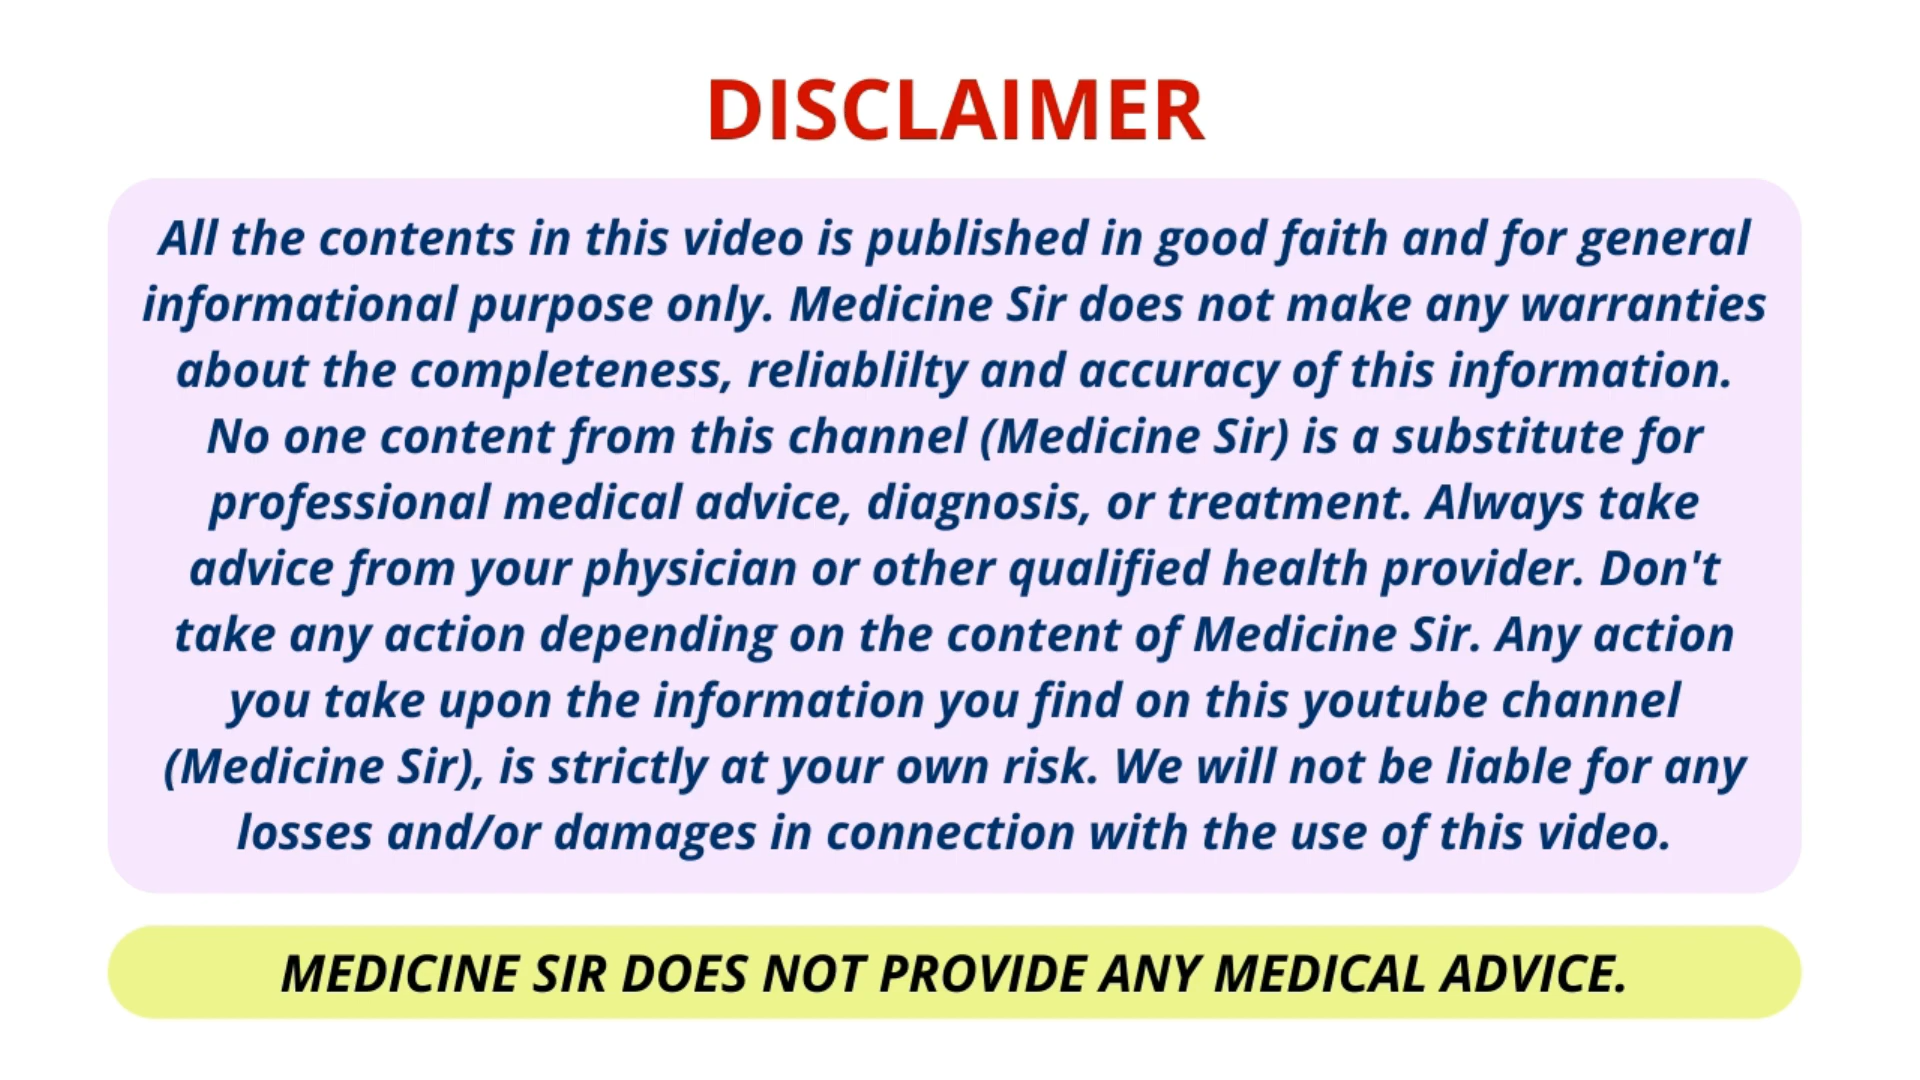 DISCLAIMER
All the contents in this video is published in good faith and for general
informational purpose only. Medicine Sir does not make any warranties
about the completeness, reliablilty and accuracy of this information.
No one content from this channel (Medicine Sir) is a substitute for
professional medical advice, diagnosis, or treatment. Always take
advice from your physician or other qualified health provider. Don't
take any action depending on the content of Medicine Sir. Any action
you take upon the information you find on this youtube channel
(Medicine Sir), is strictly at your own risk. We will not be liable for any
losses and/or damages in connection with the use of this video.
MEDICINE SIR DOES NOT PROVIDE ANY MEDICAL ADVICE.